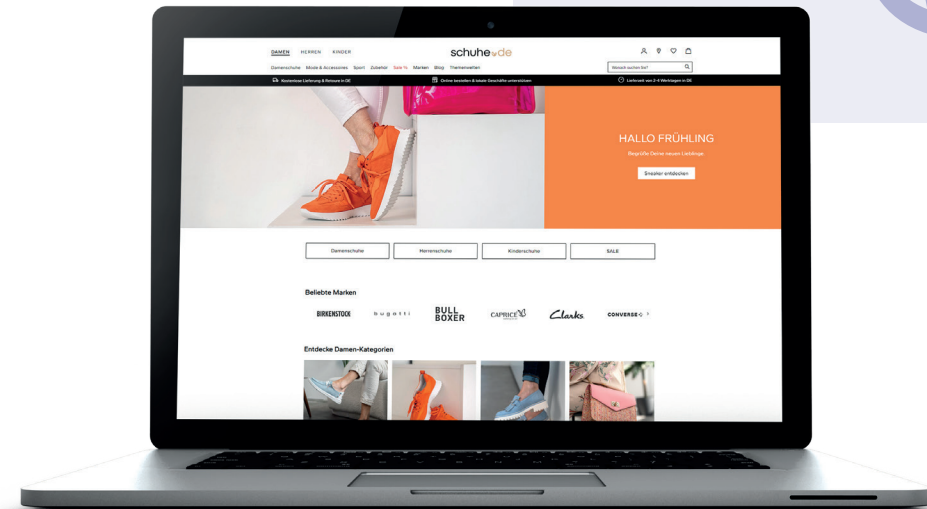 DAMEN HERREN KINDER
schuhe.de
Damenschuhe Mode & Accessoires Sport Zubehör Sale % Marken Blog Themenwelten
Wonach suchen Sie?
Kostenlose Lieferung & Retoure in DE
Online bestellen & lokale Geschäfte unterstützen
Lieferzeit von 2-4 Werktagen in DE
HALLO FRÜHLING
Begrüße Deine neuen Lieblinge
Sneaker entdecken
Damenschuhe Herrenschuhe Kinderschuhe SALE
Beliebte Marken
BIRKENSTOCK bugatti BULL BOXER CAPRICE Clarks CONVERSE
Entdecke Damen-Kategorien